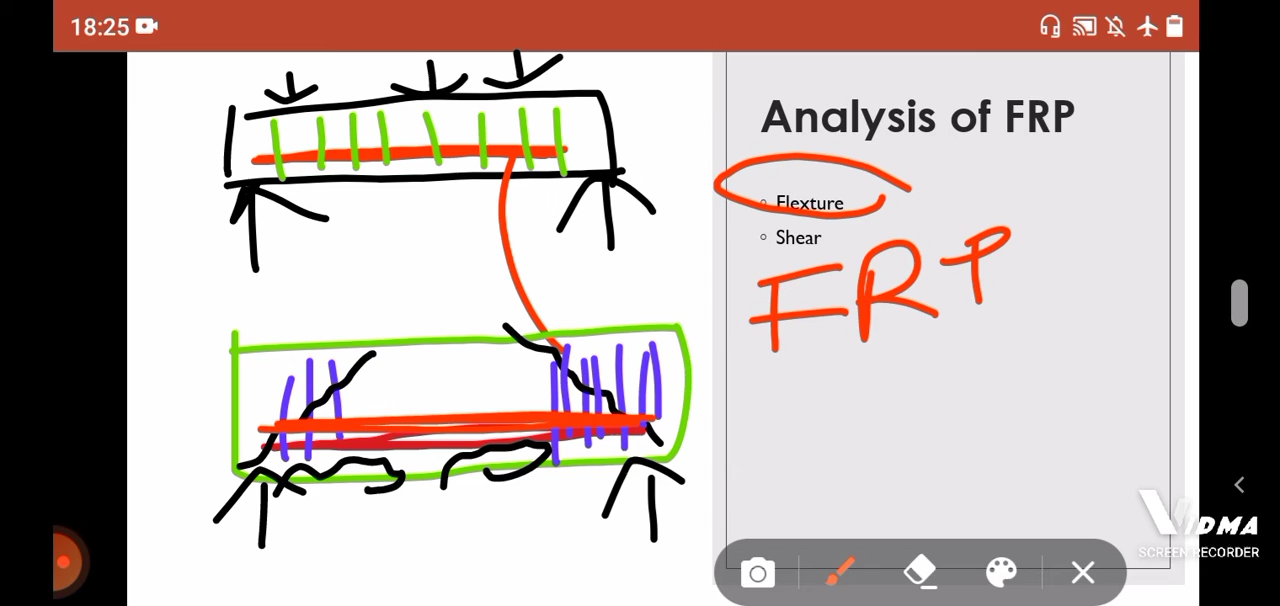 18:25
Analysis of FRP
Flexture
Shear
FRP
VIDMA
SCREEN RECORDER